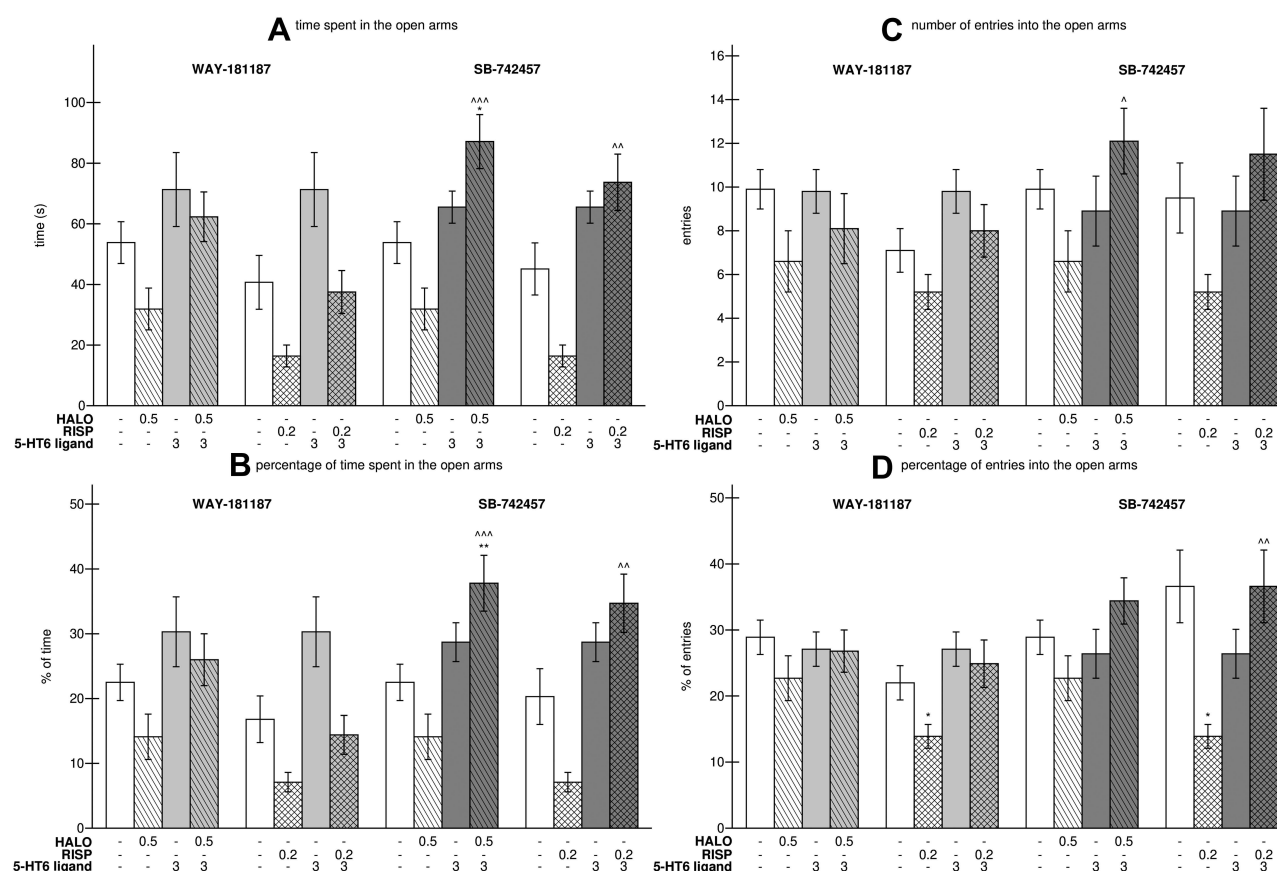 A time spent in the open arms
WAY-181187 SB-742457
time (s)
100
80
60
40
20
0
^^^
*
^^
HALO - 0.5 - 0.5 - - - - - 0.5 - 0.5 - - - -
RISP - - - - - 0.2 - 0.2 - - - - - 0.2 - 0.2
5-HT6 ligand - - 3 3 - - 3 3 - - 3 3 - - 3 3
B percentage of time spent in the open arms
WAY-181187 SB-742457
% of time
50
40
30
20
10
0
^^^
**
^^
HALO - 0.5 - 0.5 - - - - - 0.5 - 0.5 - - - -
RISP - - - - - 0.2 - 0.2 - - - - - 0.2 - 0.2
5-HT6 ligand - - 3 3 - - 3 3 - - 3 3 - - 3 3
C number of entries into the open arms
WAY-181187 SB-742457
entries
16
14
12
10
8
6
4
2
0
^
HALO - 0.5 - 0.5 - - - - - 0.5 - 0.5 - - - -
RISP - - - - - 0.2 - 0.2 - - - - - 0.2 - 0.2
5-HT6 ligand - - 3 3 - - 3 3 - - 3 3 - - 3 3
D percentage of entries into the open arms
WAY-181187 SB-742457
% of entries
50
40
30
20
10
0
*
*
^^
HALO - 0.5 - 0.5 - - - - - 0.5 - 0.5 - - - -
RISP - - - - - 0.2 - 0.2 - - - - - 0.2 - 0.2
5-HT6 ligand - - 3 3 - - 3 3 - - 3 3 - - 3 3